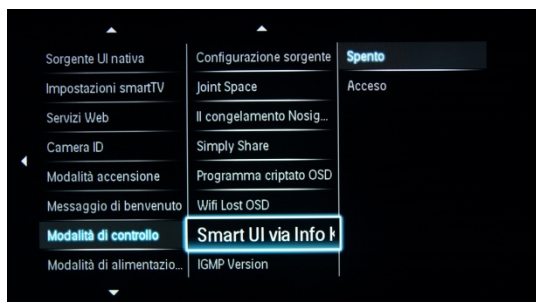 Sorgente UI nativa
Impostazioni smartTV
Servizi Web
Camera ID
Modalità accensione
Messaggio di benvenuto
Modalità di controllo
Modalità di alimentazio...
Configurazione sorgente
Joint Space
Il congelamento Nosig...
Simply Share
Programma criptato OSD
Wifi Lost OSD
Smart UI via Info K
IGMP Version
Spento
Acceso